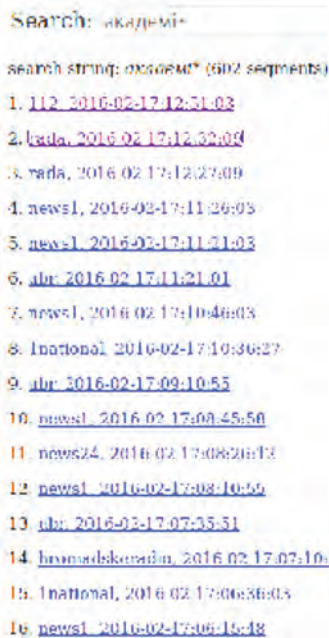 Search: академі*
search string: академі* (602 segments)
1. 112, 2016-02-17:12:51:03
2. rada, 2016-02-17:12:32:09
3. rada, 2016-02-17:12:27:09
4. news1, 2016-02-17:11:26:03
5. news1, 2016-02-17:11:21:03
6. ubr, 2016-02-17:11:21:01
7. news1, 2016-02-17:10:46:03
8. 1national, 2016-02-17:10:36:27
9. ubr, 2016-02-17:09:10:55
10. news1, 2016-02-17:08:45:58
11. news24, 2016-02-17:08:26:12
12. news1, 2016-02-17:08:10:55
13. ubr, 2016-02-17:07:35:51
14. hromadskeradio, 2016-02-17:07:10:
15. 1national, 2016-02-17:06:36:03
16. news1, 2016-02-17:06:15:48